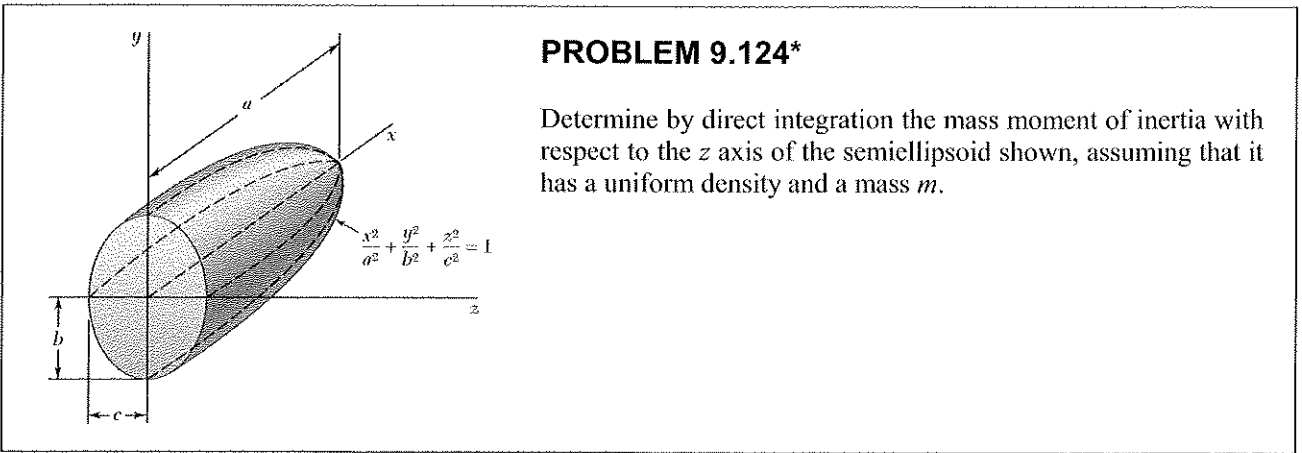 PROBLEM 9.124*
Determine by direct integration the mass moment of inertia with
respect to the z axis of the semiellipsoid shown, assuming that it
has a uniform density and a mass m.
y
a
x
x²/a² + y²/b² + z²/c² = 1
z
b
c